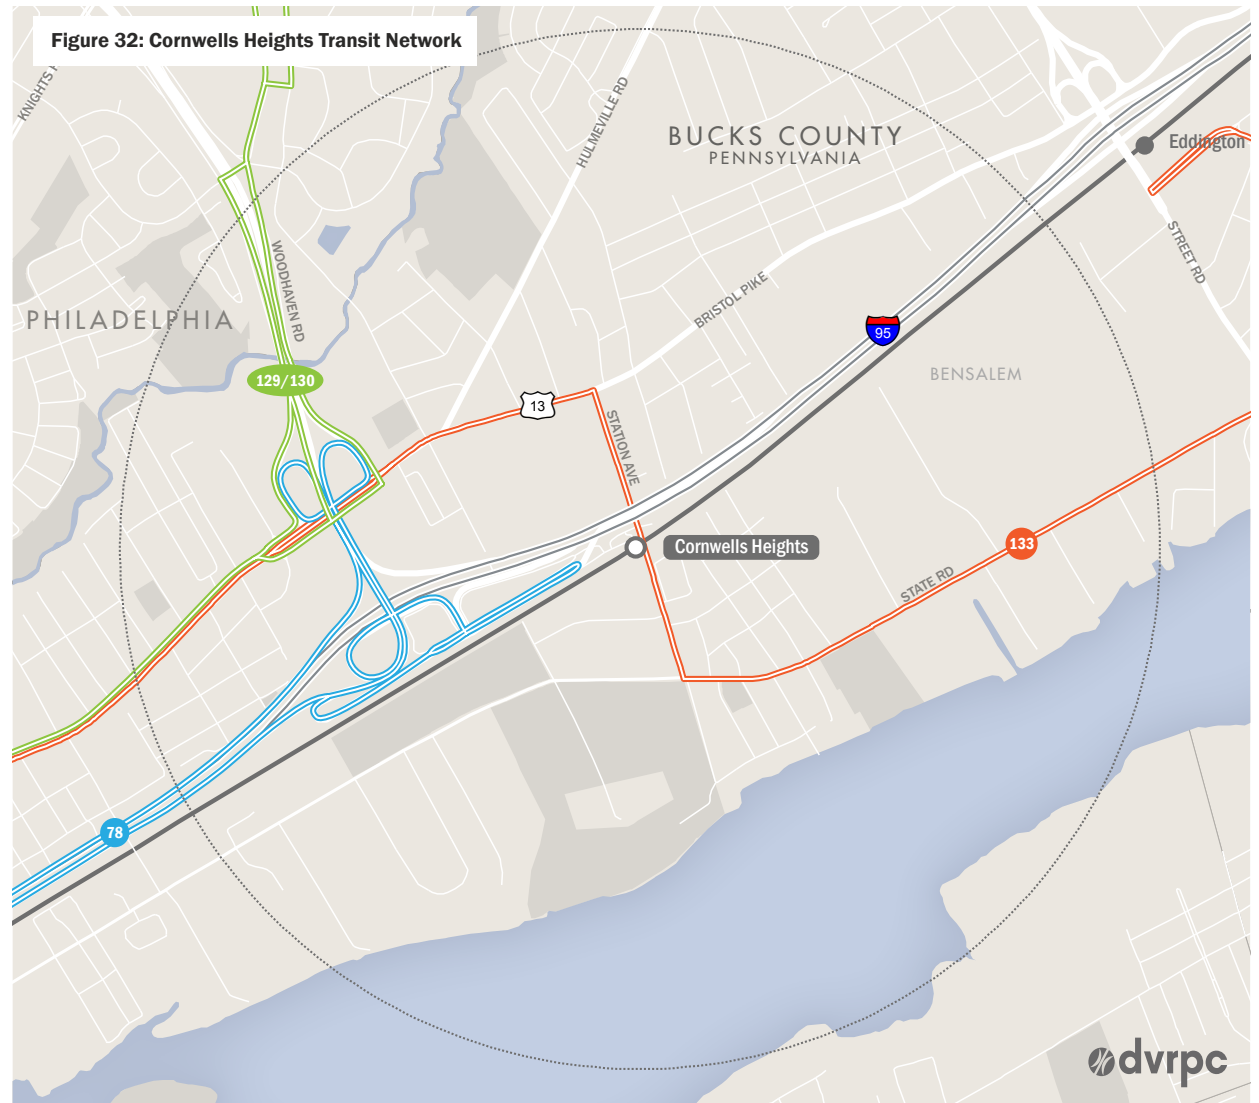 Figure 32: Cornwells Heights Transit Network
HULMEVILLE RD
BUCKS COUNTY
PENNSYLVANIA
Eddington
STREET RD
WOODHAVEN RD
PHILADELPHIA
BRISTOL PIKE
95
BENSALEM
129/130
13
STATION AVE
Cornwells Heights
133
STATE RD
78
dvrpc